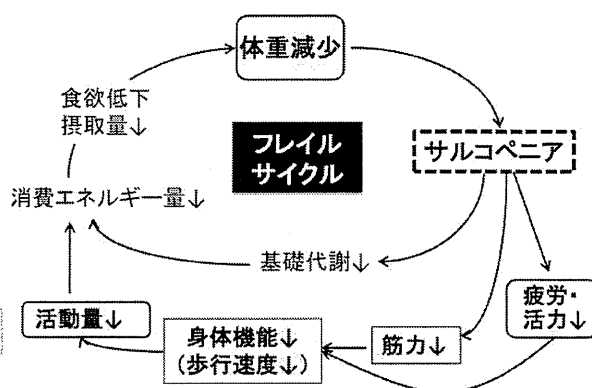 体重減少
食欲低下
摂取量↓
フレイル
サイクル
サルコペニア
消費エネルギー量↓
基礎代謝↓
疲労・
活力↓
活動量↓
身体機能↓
(歩行速度↓)
筋力↓